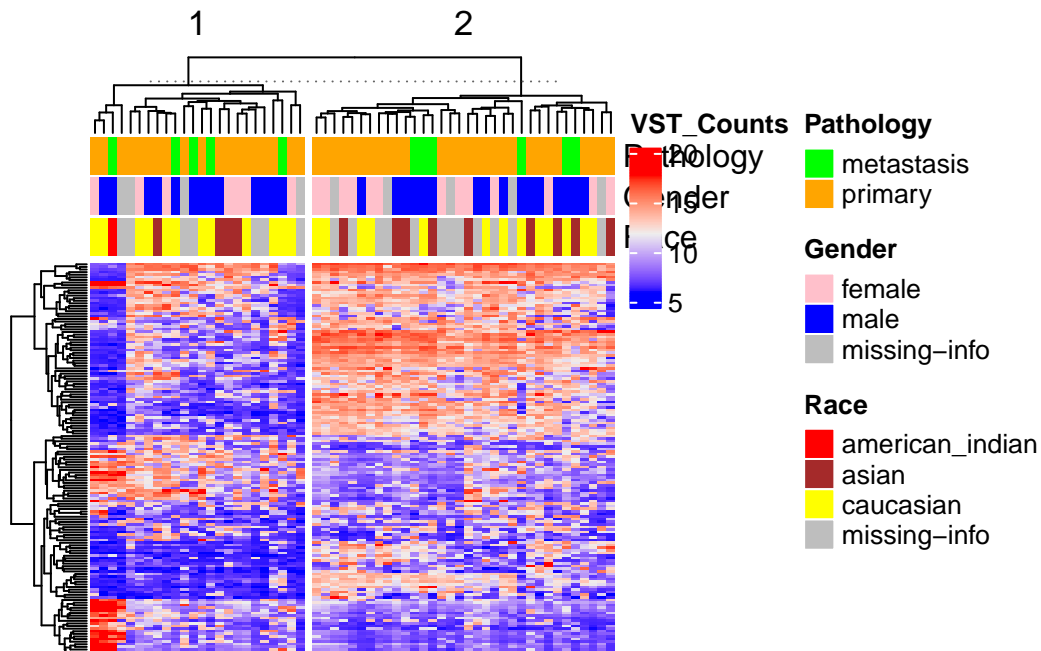 1 2
VST_Counts
20
15
10
5
Pathology
Gender
Race
Pathology
metastasis
primary
Gender
female
male
missing-info
Race
american_indian
asian
caucasian
missing-info